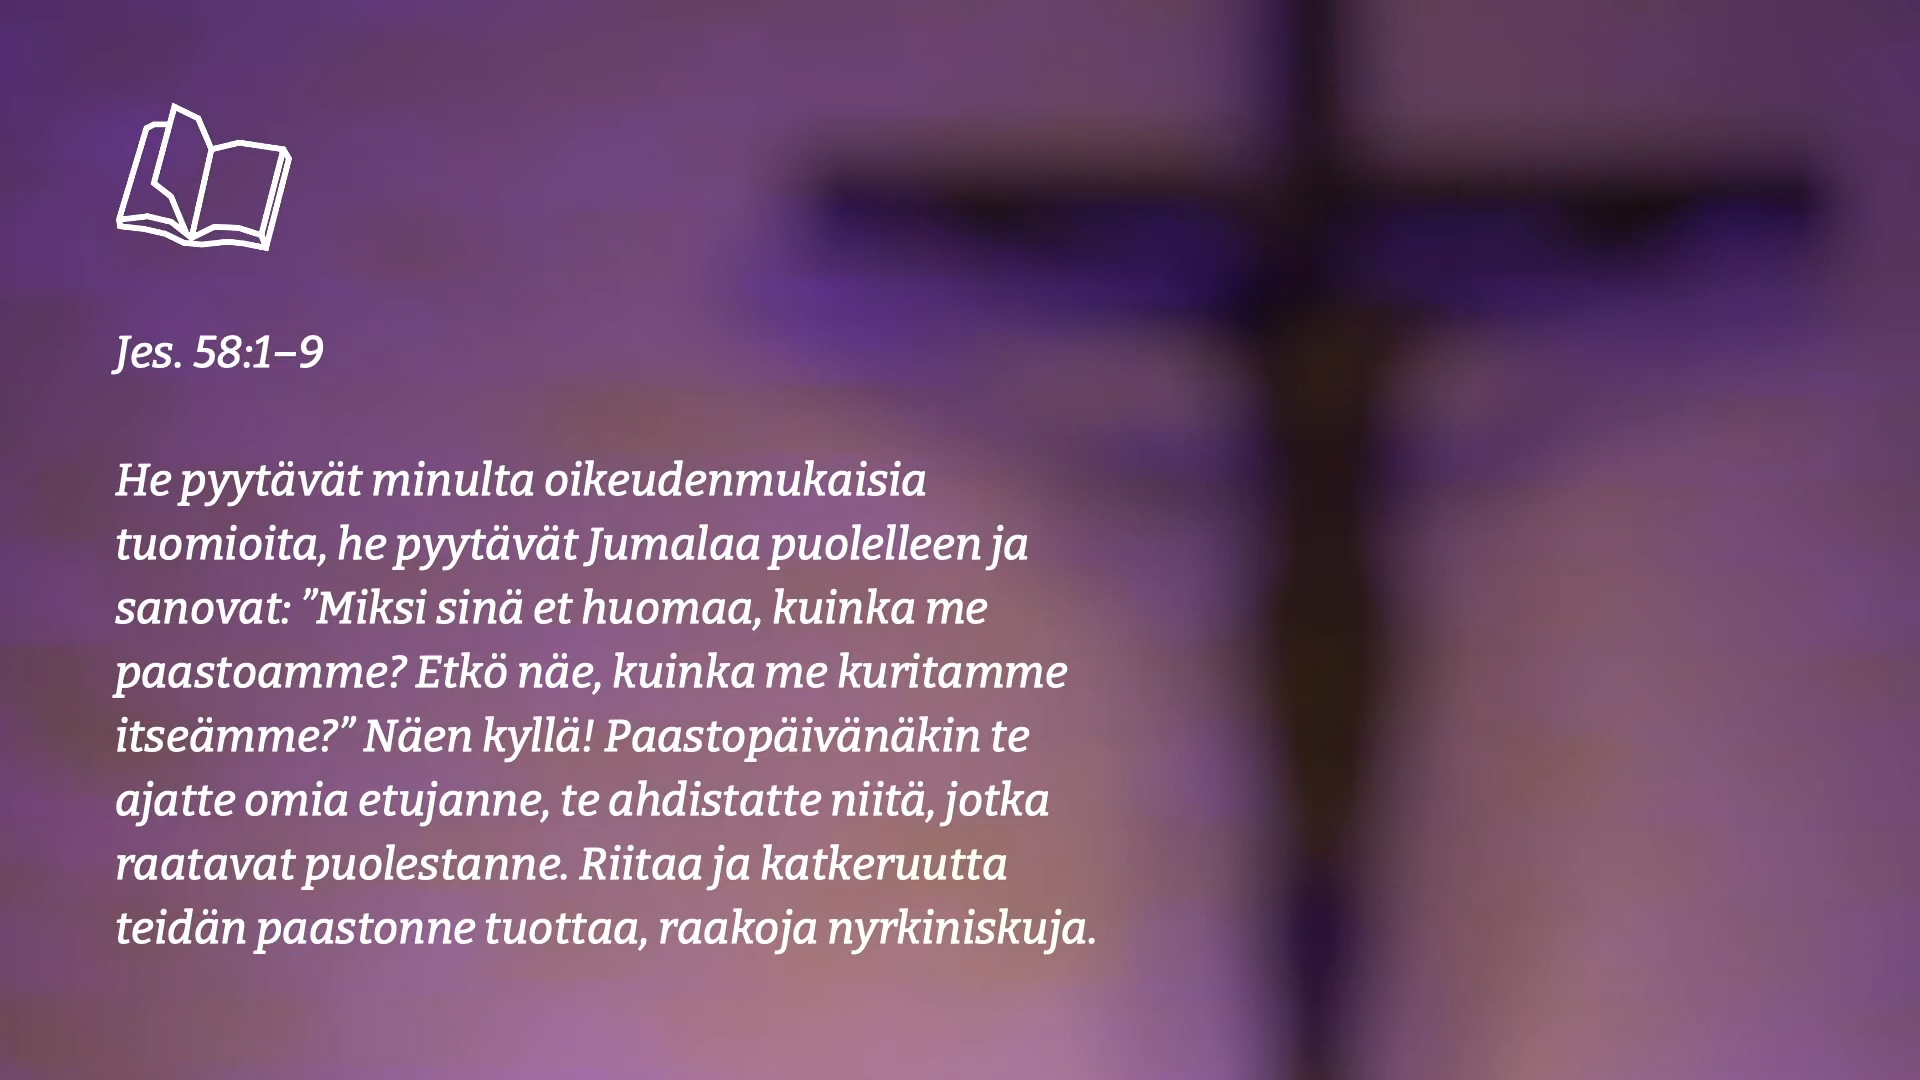 Jes. 58:1–9
He pyytävät minulta oikeudenmukaisia
tuomioita, he pyytävät Jumalaa puolelleen ja
sanovat: ”Miksi sinä et huomaa, kuinka me
paastoamme? Etkö näe, kuinka me kuritamme
itseämme?” Näen kyllä! Paastopäivänäkin te
ajatte omia etujanne, te ahdistatte niitä, jotka
raatavat puolestanne. Riitaa ja katkeruutta
teidän paastonne tuottaa, raakoja nyrkiniskuja.